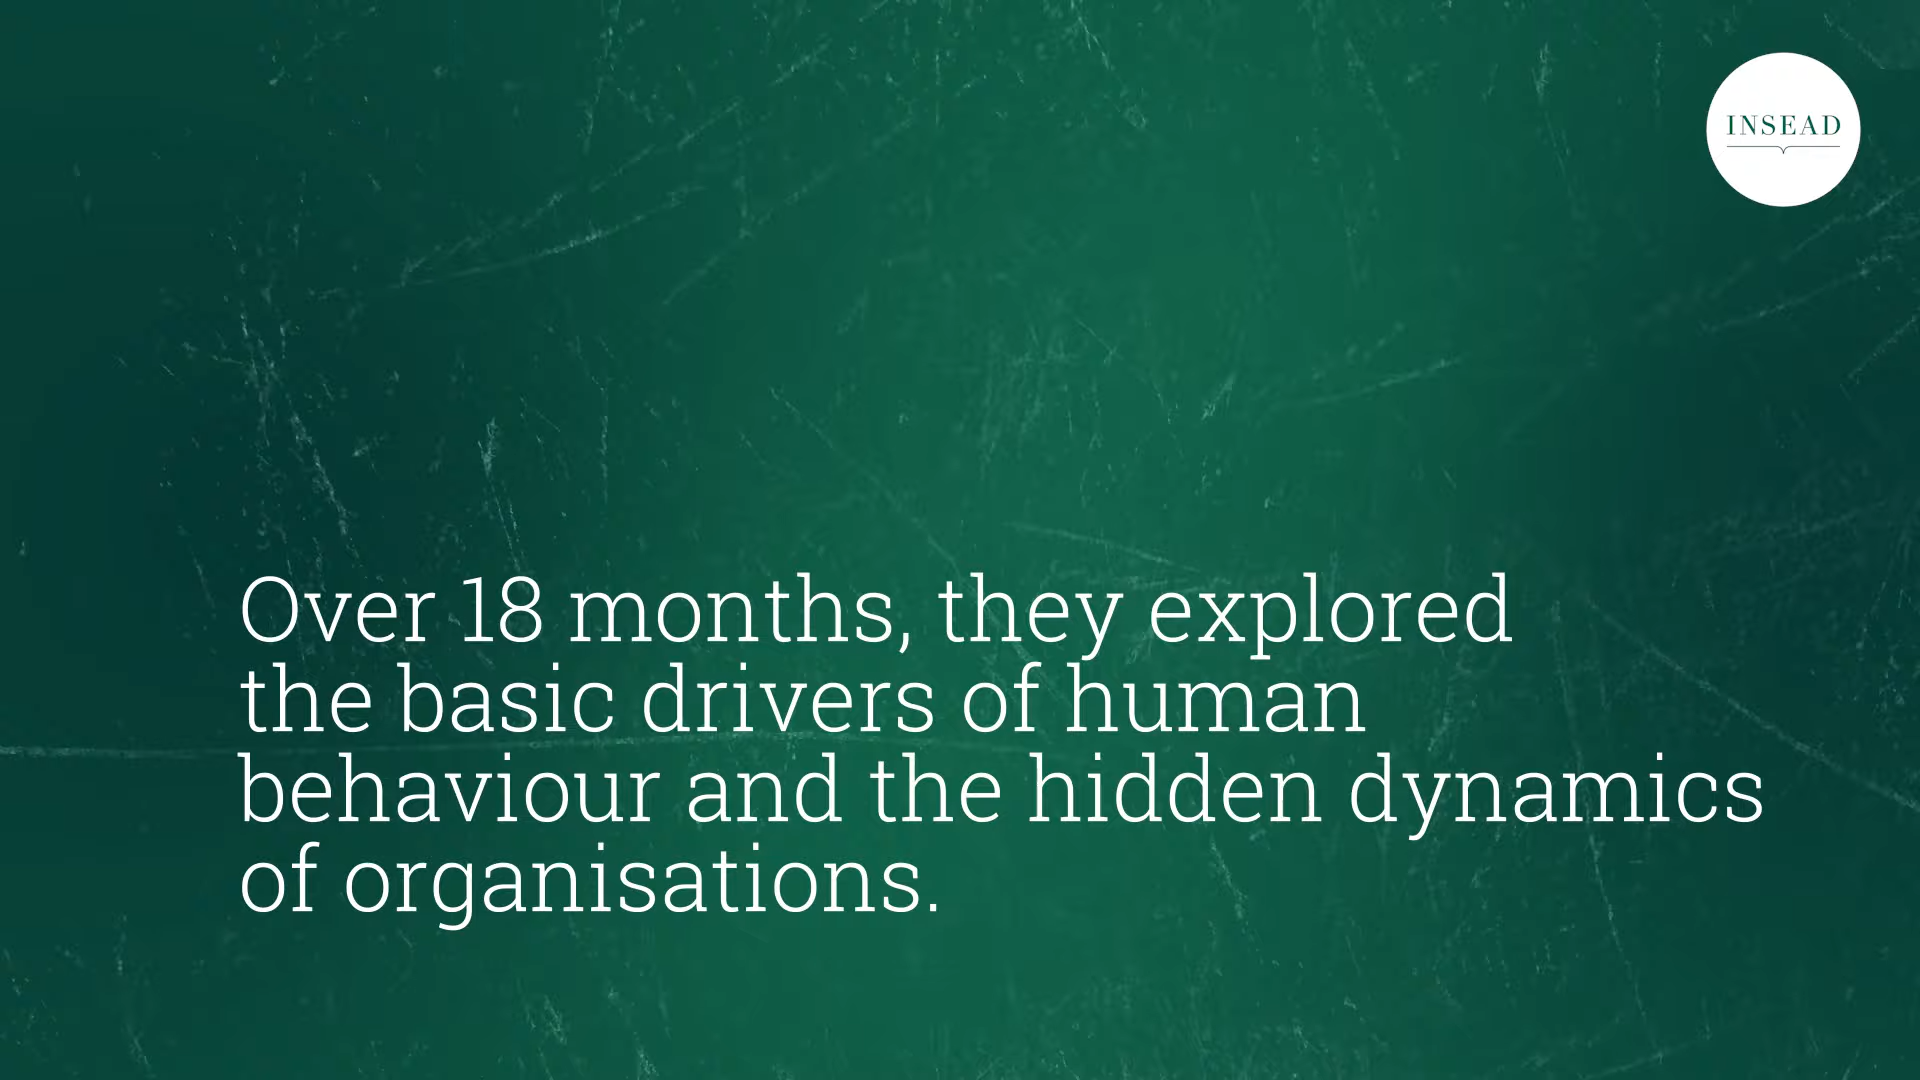 INSEAD
Over 18 months, they explored
the basic drivers of human
behaviour and the hidden dynamics
of organisations.